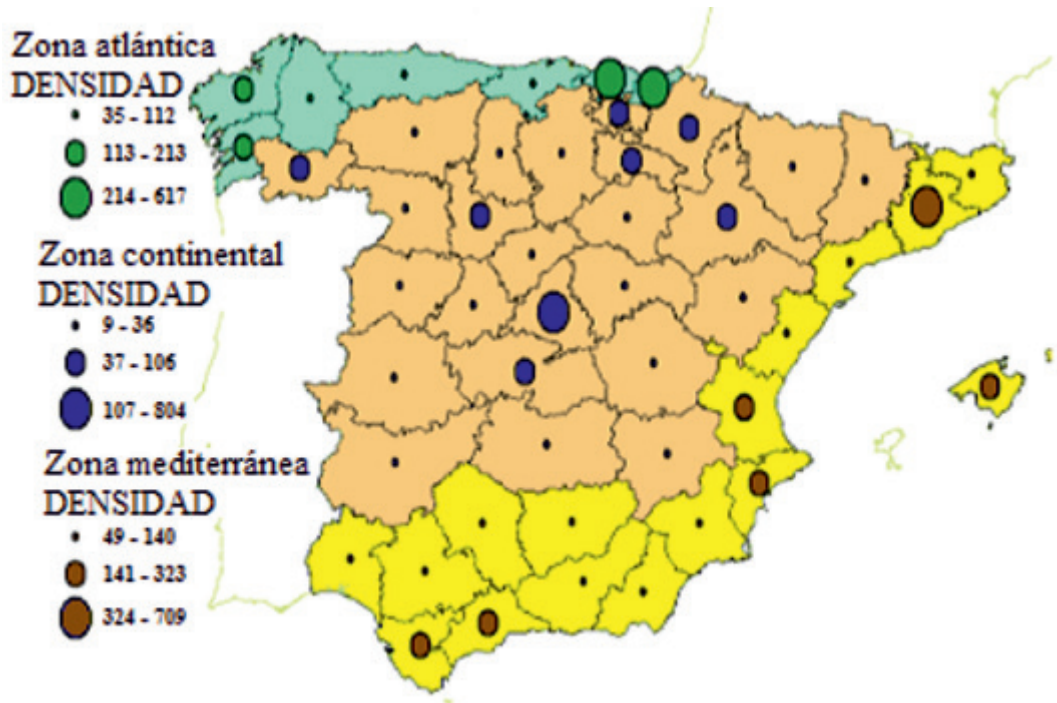 Zona atlántica
DENSIDAD
35 - 112
113 - 213
214 - 617
Zona continental
DENSIDAD
9 - 36
37 - 106
107 - 804
Zona mediterránea
DENSIDAD
49 - 140
141 - 323
324 - 709